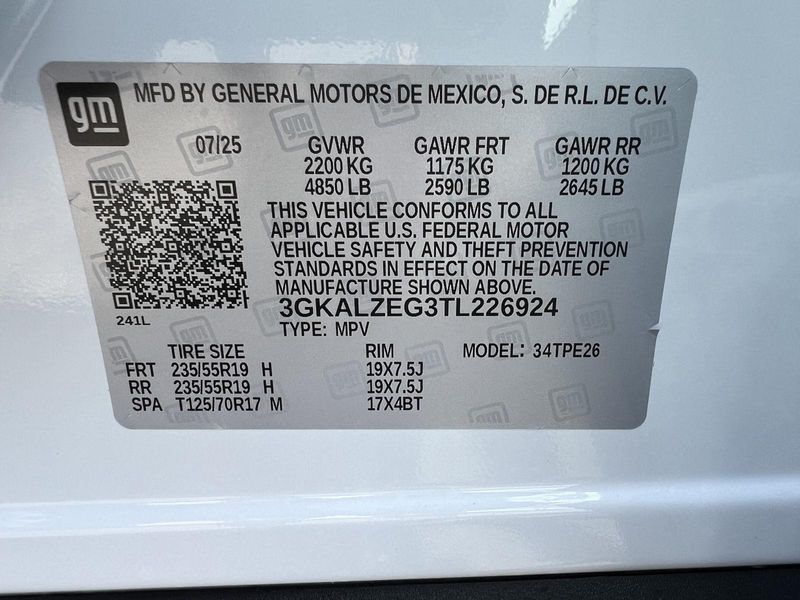 gm MFD BY GENERAL MOTORS DE MEXICO, S. DE R.L. DE C.V.
07/25 GVWR GAWR FRT GAWR RR
2200 KG 1175 KG 1200 KG
4850 LB 2590 LB 2645 LB
THIS VEHICLE CONFORMS TO ALL
APPLICABLE U.S. FEDERAL MOTOR
VEHICLE SAFETY AND THEFT PREVENTION
STANDARDS IN EFFECT ON THE DATE OF
MANUFACTURE SHOWN ABOVE.
3GKALZEG3TL226924
241L
TYPE: MPV
TIRE SIZE RIM MODEL: 34TPE26
FRT 235/55R19 H 19X7.5J
RR 235/55R19 H 19X7.5J
SPA T125/70R17 M 17X4BT